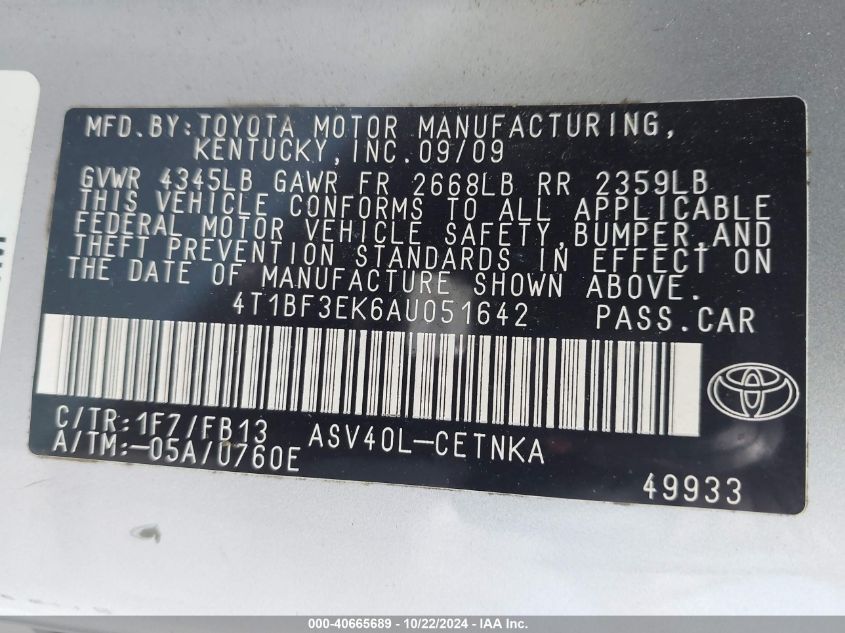 MFD.BY:TOYOTA MOTOR MANUFACTURING,
KENTUCKY,INC.09/09
GVWR 4345LB GAWR FR 2668LB RR 2359LB
THIS VEHICLE CONFORMS TO ALL APPLICABLE
FEDERAL MOTOR VEHICLE SAFETY,BUMPER,AND
THEFT PREVENTION STANDARDS IN EFFECT ON
THE DATE OF MANUFACTURE SHOWN ABOVE.
4T1BF3EK6AU051642 PASS.CAR
C/TR:1F7/FB13 ASV40L-CETNKA
A/TM:-05A/U760E
49933
000-40665689 - 10/22/2024 - IAAI.com